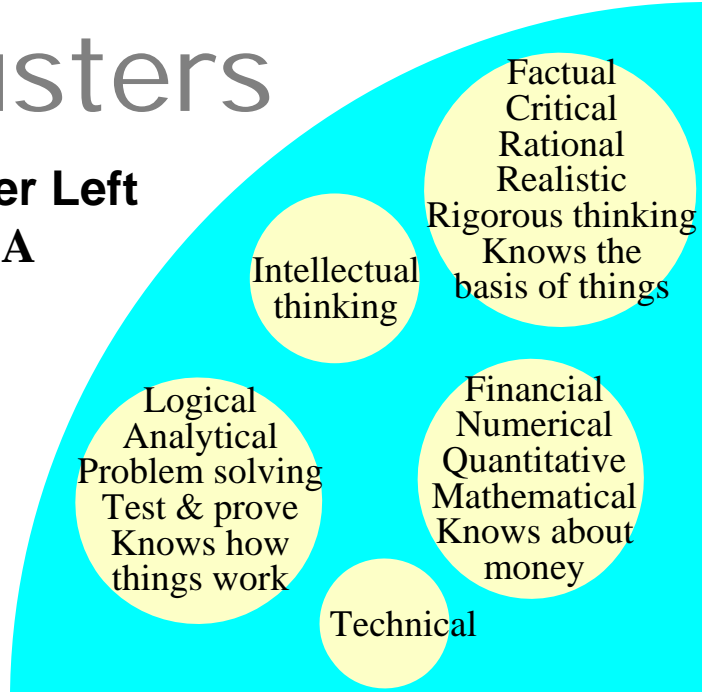 usters
er Left
A
Factual
Critical
Rational
Realistic
Rigorous thinking
Knows the
basis of things
Intellectual
thinking
Logical
Analytical
Problem solving
Test & prove
Knows how
things work
Financial
Numerical
Quantitative
Mathematical
Knows about
money
Technical